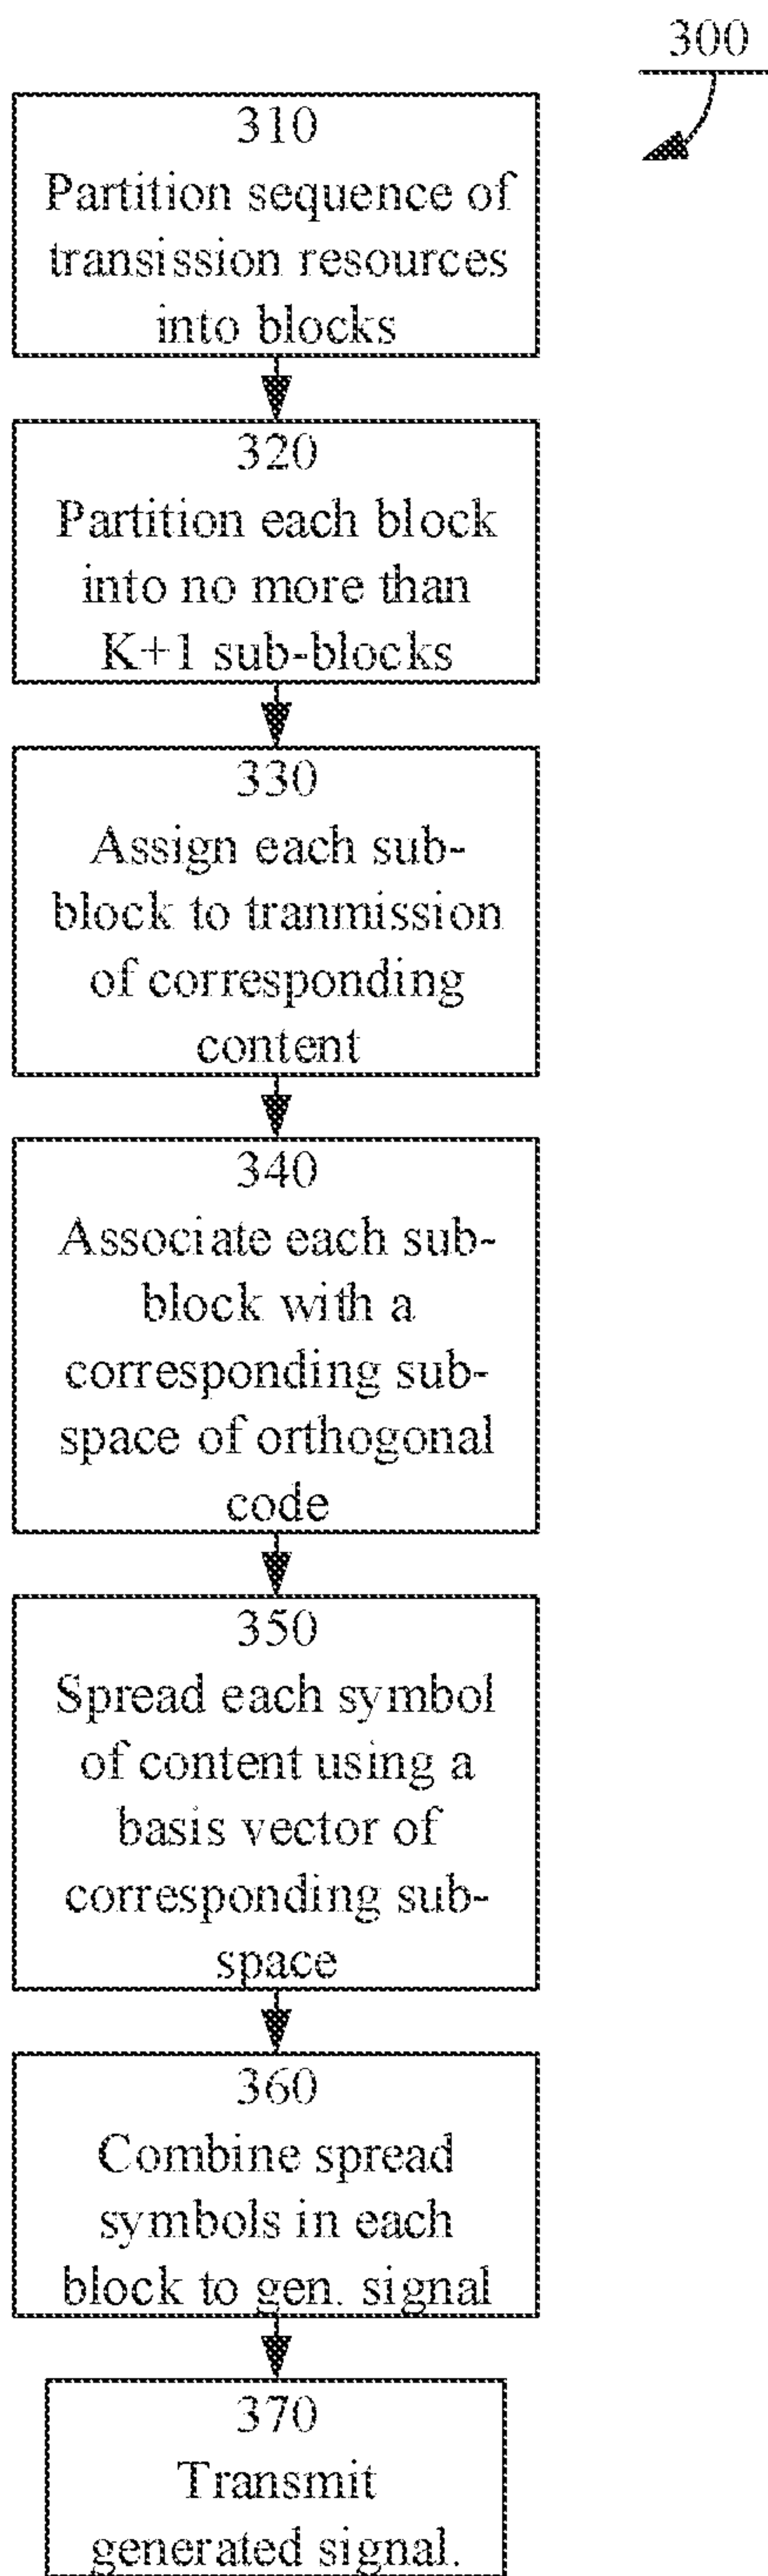 300
310
Partition sequence of
transission resources
into blocks
320
Partition each block
into no more than
K+1 sub-blocks
330
Assign each sub-
block to tranmission
of corresponding
content
340
Associate each sub-
block with a
corresponding sub-
space of orthogonal
code
350
Spread each symbol
of content using a
basis vector of
corresponding sub-
space
360
Combine spread
symbols in each
block to gen. signal
370
Transmit
generated signal.